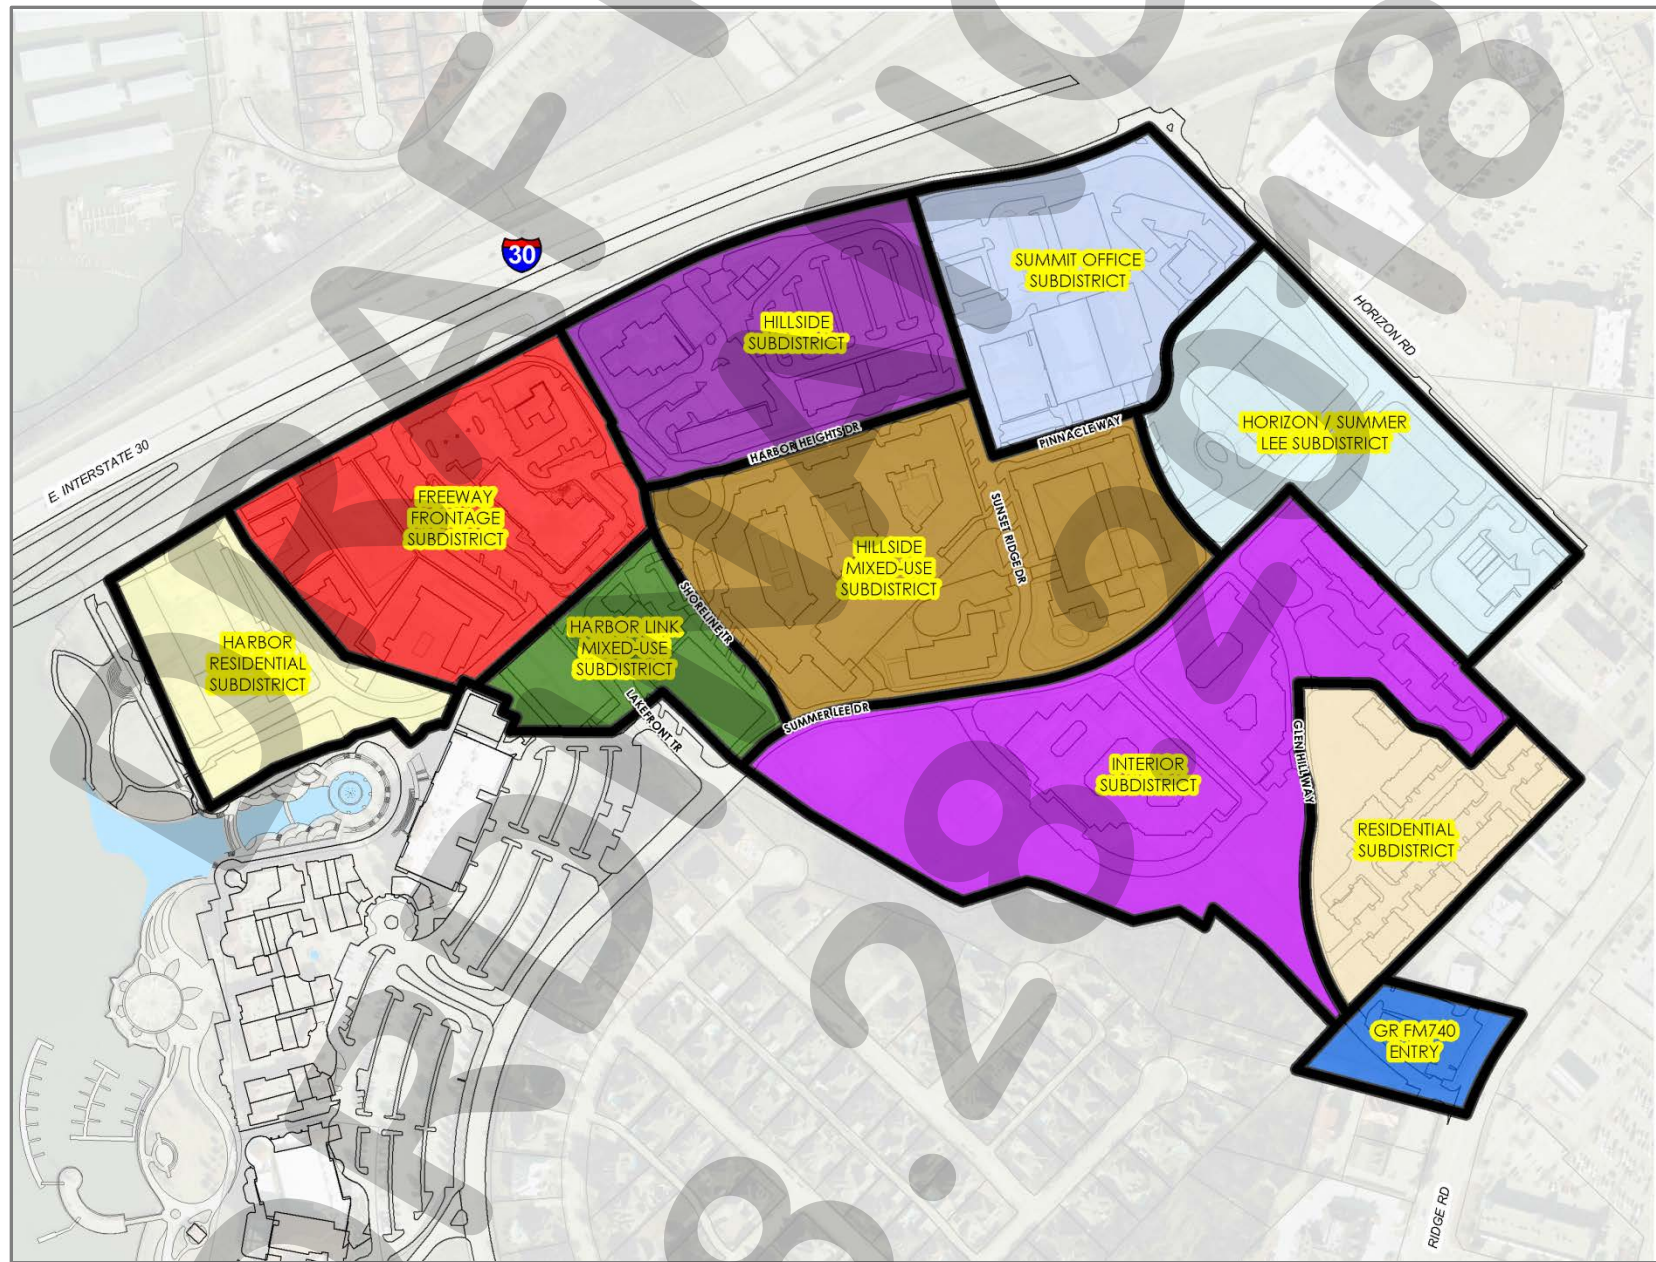 30
SUMMIT OFFICE
SUBDISTRICT
HILLSIDE
SUBDISTRICT
HORIZON RD
HORIZON / SUMMER
LEE SUBDISTRICT
PINNACLE WAY
HARBOR HEIGHTS DR
E. INTERSTATE 30
FREEWAY
FRONTAGE
SUBDISTRICT
SUNSET RIDGE DR
HILLSIDE
MIXED-USE
SUBDISTRICT
SHORELINE TR
HARBOR LINK
MIXED-USE
SUBDISTRICT
HARBOR
RESIDENTIAL
SUBDISTRICT
LAKEFRONT TR
SUMMER LEE DR
GLEN HILL WAY
INTERIOR
SUBDISTRICT
RESIDENTIAL
SUBDISTRICT
GR FM740
ENTRY
RIDGE RD
DRAFT